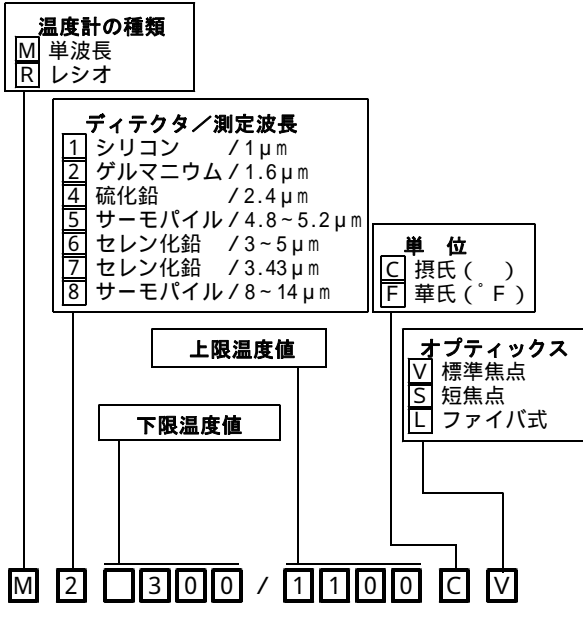 温度計の種類
M 単波長
R レシオ
ディテクタ／測定波長
1 シリコン /1μm
2 ゲルマニウム/1.6μm
4 硫化鉛 /2.4μm
5 サーモパイル/4.8~5.2μm
6 セレン化鉛 /3~5μm
7 セレン化鉛 /3.43μm
8 サーモパイル/8~14μm
単 位
C 摂氏( )
F 華氏(°F)
上限温度値
オプティックス
V 標準焦点
S 短焦点
L ファイバ式
下限温度値
M 2 300/1100 C V